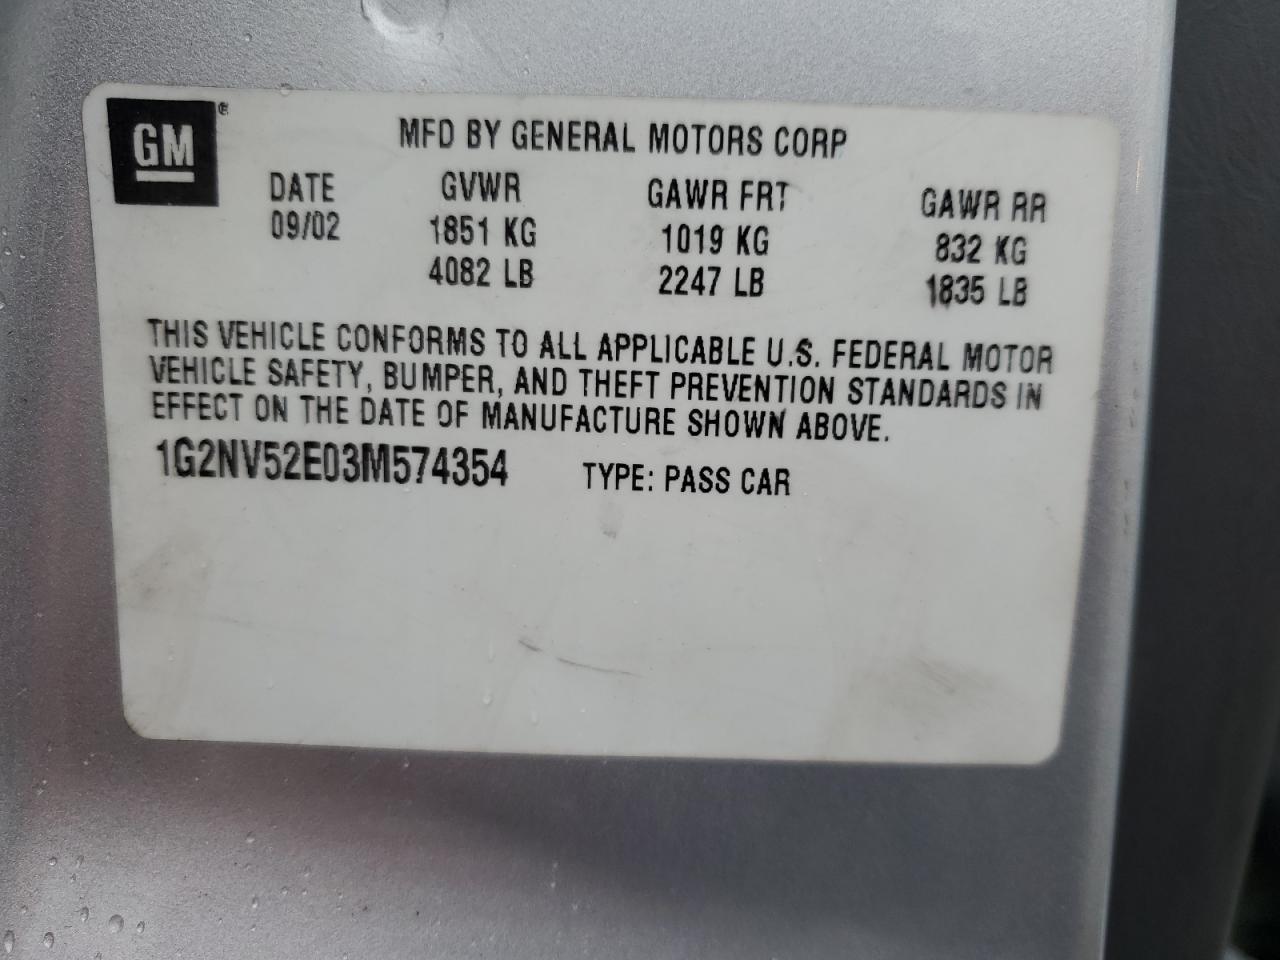 GM®
MFD BY GENERAL MOTORS CORP
DATE GVWR GAWR FRT GAWR RR
09/02 1851 KG 1019 KG 832 KG
4082 LB 2247 LB 1835 LB
THIS VEHICLE CONFORMS TO ALL APPLICABLE U.S. FEDERAL MOTOR
VEHICLE SAFETY, BUMPER, AND THEFT PREVENTION STANDARDS IN
EFFECT ON THE DATE OF MANUFACTURE SHOWN ABOVE.
1G2NV52E03M574354 TYPE: PASS CAR